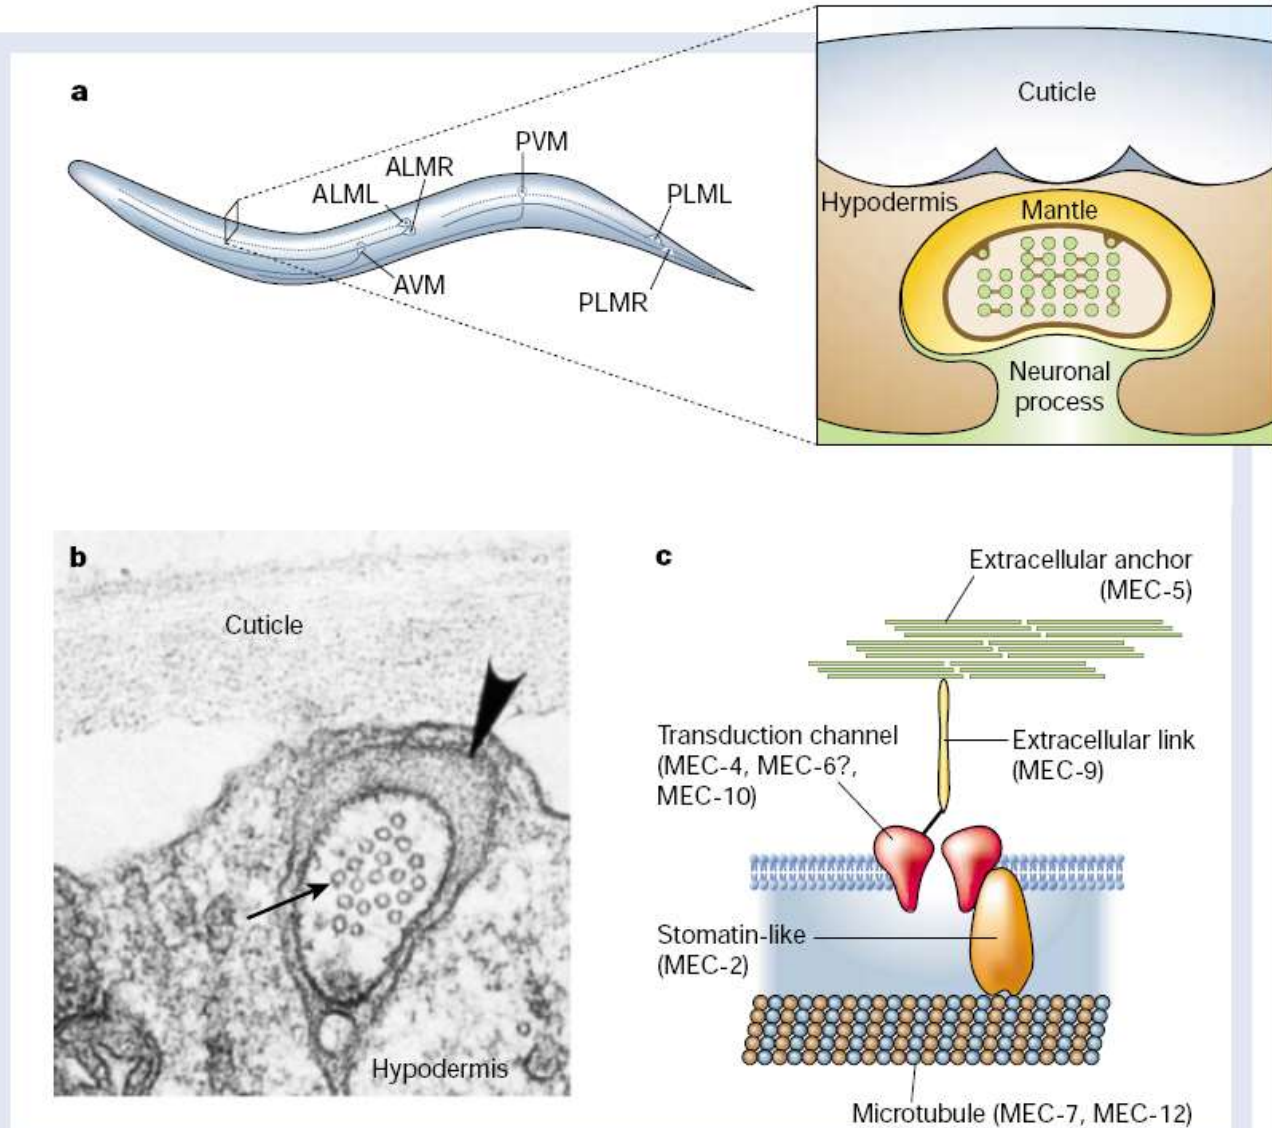 a
PVM
ALMR
ALML
PLML
AVM
PLMR
Cuticle
Hypodermis
Mantle
Neuronal
process
b
Cuticle
Hypodermis
c
Extracellular anchor
(MEC-5)
Transduction channel
(MEC-4, MEC-6?,
MEC-10)
Extracellular link
(MEC-9)
Stomatin-like
(MEC-2)
Microtubule (MEC-7, MEC-12)